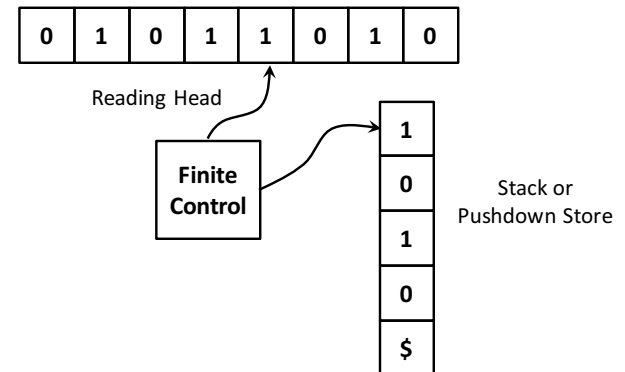 0 1 0 1 1 0 1 0
Reading Head
Finite
Control
1
0
1
0
$
Stack or
Pushdown Store